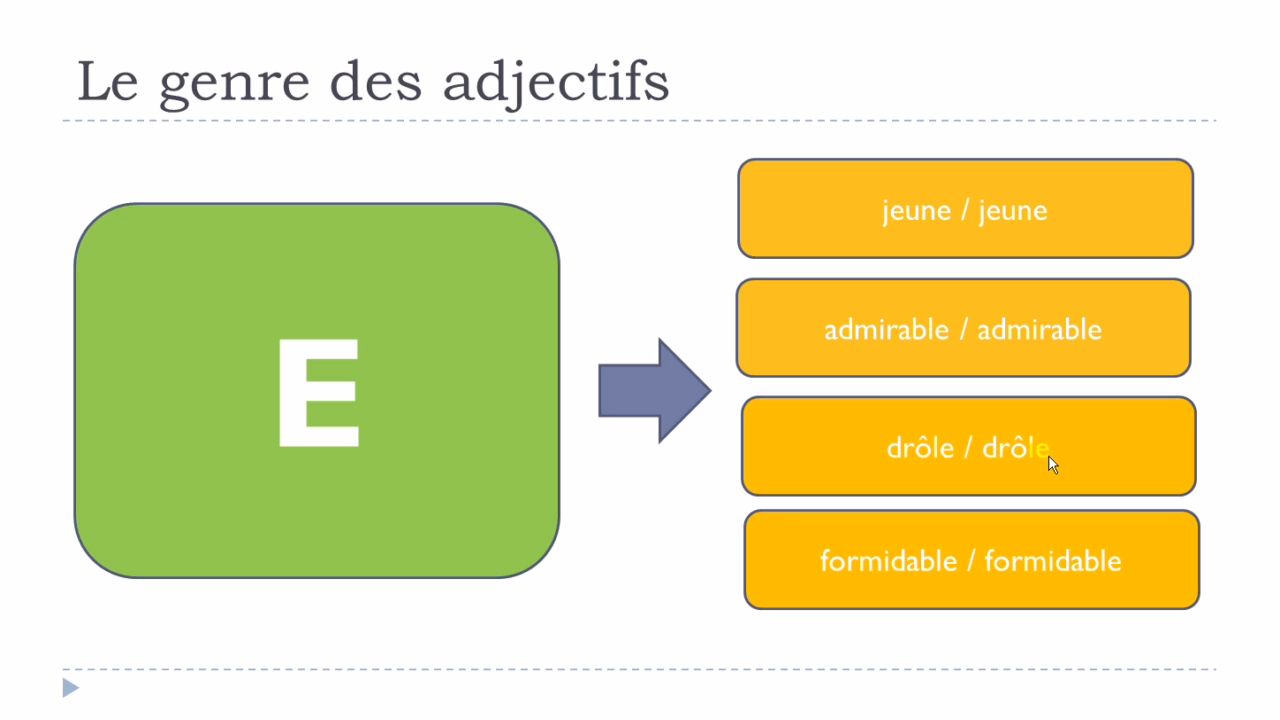 Le genre des adjectifs
E
jeune / jeune
admirable / admirable
drôle / drôle
formidable / formidable